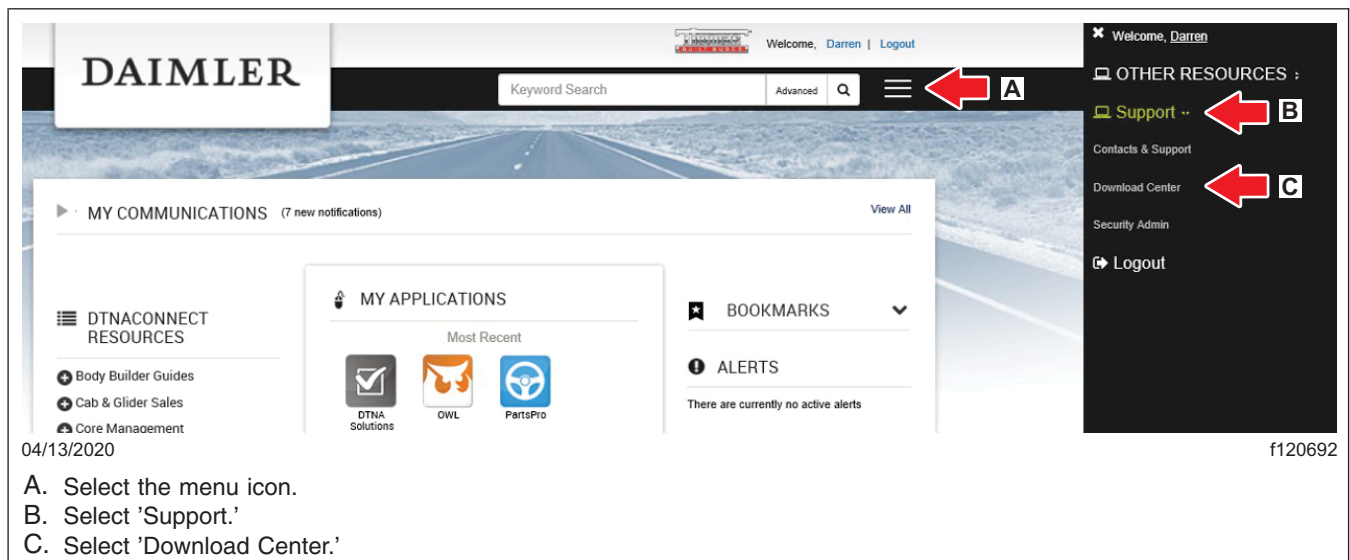 DAIMLER
THOMAS
BUILT BUSES
Welcome, Darren | Logout
Keyword Search
Advanced
A
MY COMMUNICATIONS (7 new notifications)
View All
DTNACONNECT
RESOURCES
Body Builder Guides
Cab & Glider Sales
Core Management
MY APPLICATIONS
Most Recent
DTNA
Solutions
OWL
PartsPro
BOOKMARKS
ALERTS
There are currently no active alerts
Welcome, Darren
OTHER RESOURCES
Support
B
Contacts & Support
Download Center
C
Security Admin
Logout
04/13/2020
f120692
A. Select the menu icon.
B. Select ’Support.’
C. Select ’Download Center.’